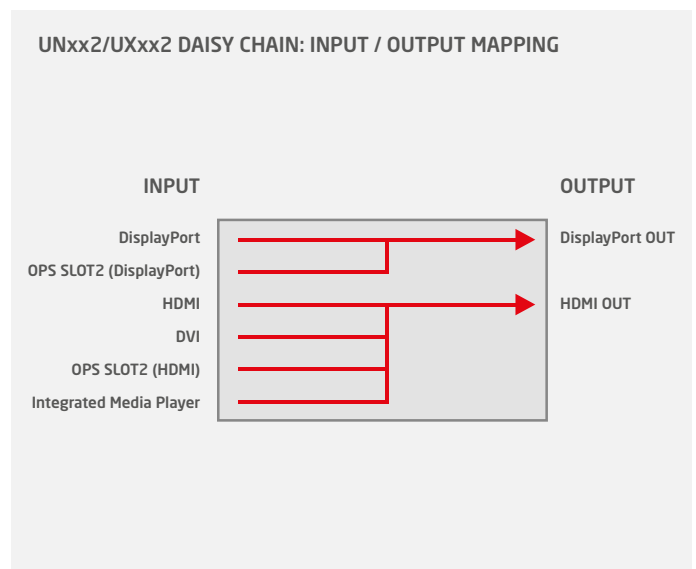 UNxx2/UXxx2 DAISY CHAIN: INPUT / OUTPUT MAPPING
INPUT
OUTPUT
DisplayPort
DisplayPort OUT
OPS SLOT2 (DisplayPort)
HDMI
HDMI OUT
DVI
OPS SLOT2 (HDMI)
Integrated Media Player